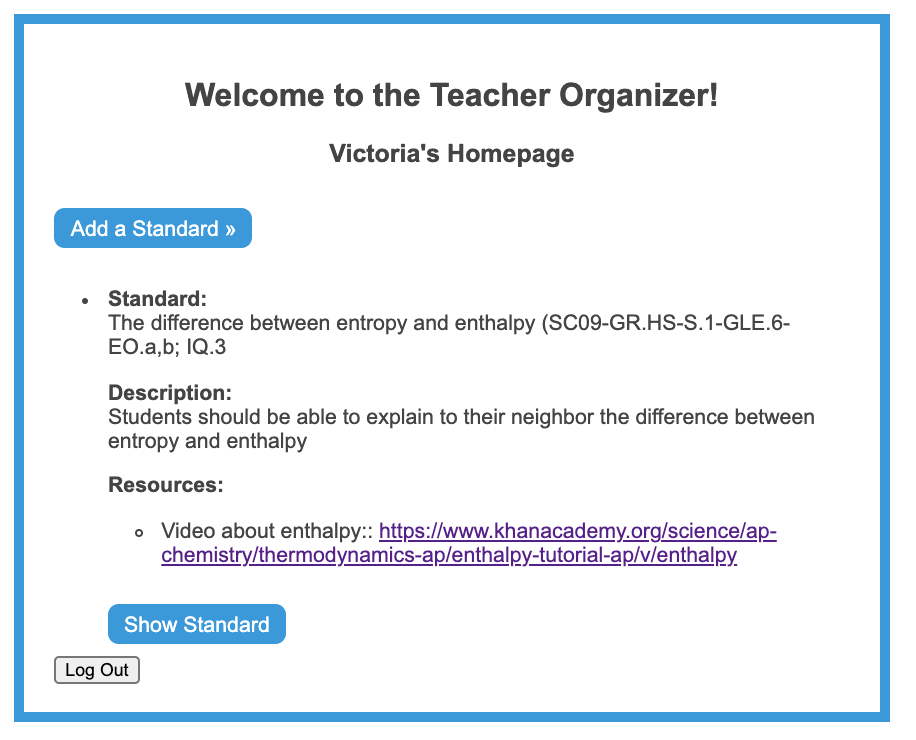 Welcome to the Teacher Organizer!
Victoria's Homepage
Add a Standard »
Standard:
The difference between entropy and enthalpy (SC09-GR.HS-S.1-GLE.6-
EO.a,b; IQ.3
Description:
Students should be able to explain to their neighbor the difference between
entropy and enthalpy
Resources:
Video about enthalpy:: https://www.khanacademy.org/science/ap-
chemistry/thermodynamics-ap/enthalpy-tutorial-ap/v/enthalpy
Show Standard
Log Out